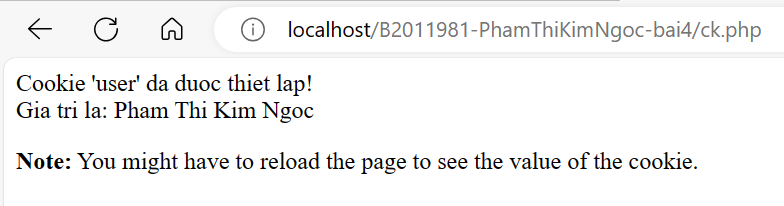 localhost/B2011981-PhamThiKimNgoc-bai4/ck.php
Cookie 'user' da duoc thiet lap!
Gia tri la: Pham Thi Kim Ngoc
Note: You might have to reload the page to see the value of the cookie.